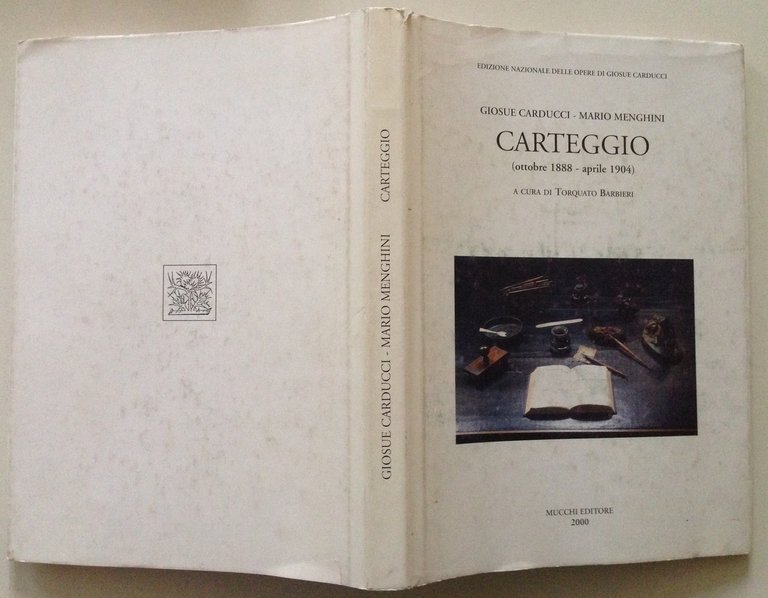 GIOSUE CARDUCCI - MARIO MENGHINI CARTEGGIO
EDIZIONE NAZIONALE DELLE OPERE DI GIOSUE CARDUCCI
GIOSUE CARDUCCI - MARIO MENGHINI
CARTEGGIO
(ottobre 1888 - aprile 1904)
A CURA DI TORQUATO BARBIERI
MUCCHI EDITORE
2000